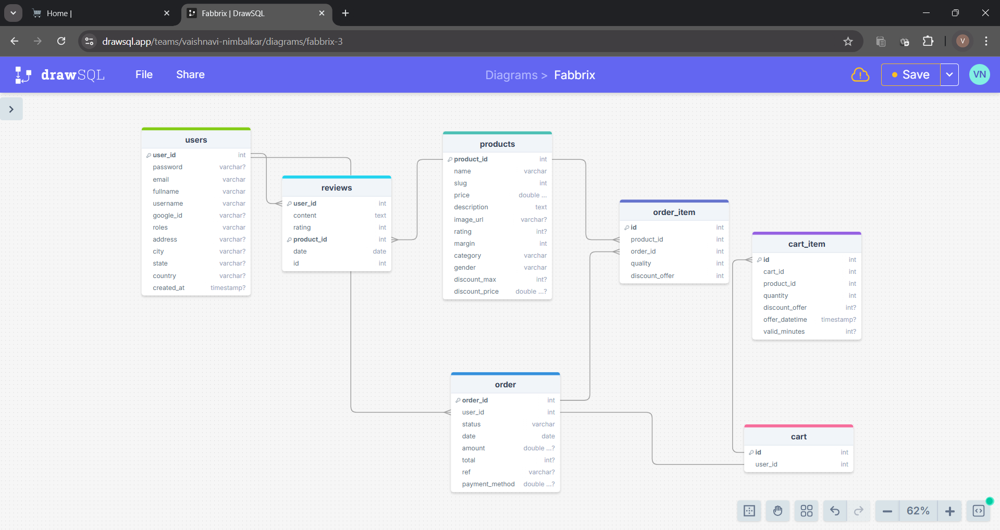 Home |
Fabbrix | DrawSQL
drawsql.app/teams/vaishnavi-nimbalkar/diagrams/fabbrix-3
V
drawSQL
File
Share
Diagrams > Fabbrix
Save
VN
users
user_id int
password varchar?
email varchar
fullname varchar
username varchar
google_id varchar?
roles varchar
address varchar?
city varchar?
state varchar?
country varchar?
created_at timestamp?
reviews
user_id int
content text
rating int
product_id int
date date
id int
products
product_id int
name varchar
slug int
price double ...
description text
image_url varchar?
rating int?
margin int
category varchar
gender varchar
discount_max int?
discount_price double ...?
order_item
id int
product_id int
order_id int
quality int
discount_offer int
cart_item
id int
cart_id int
product_id int
quantity int
discount_offer int?
offer_datetime timestamp?
valid_minutes int?
order
order_id int
user_id int
status varchar
date date
amount double ...?
total int?
ref varchar?
payment_method double ...?
cart
id int
user_id int
62%